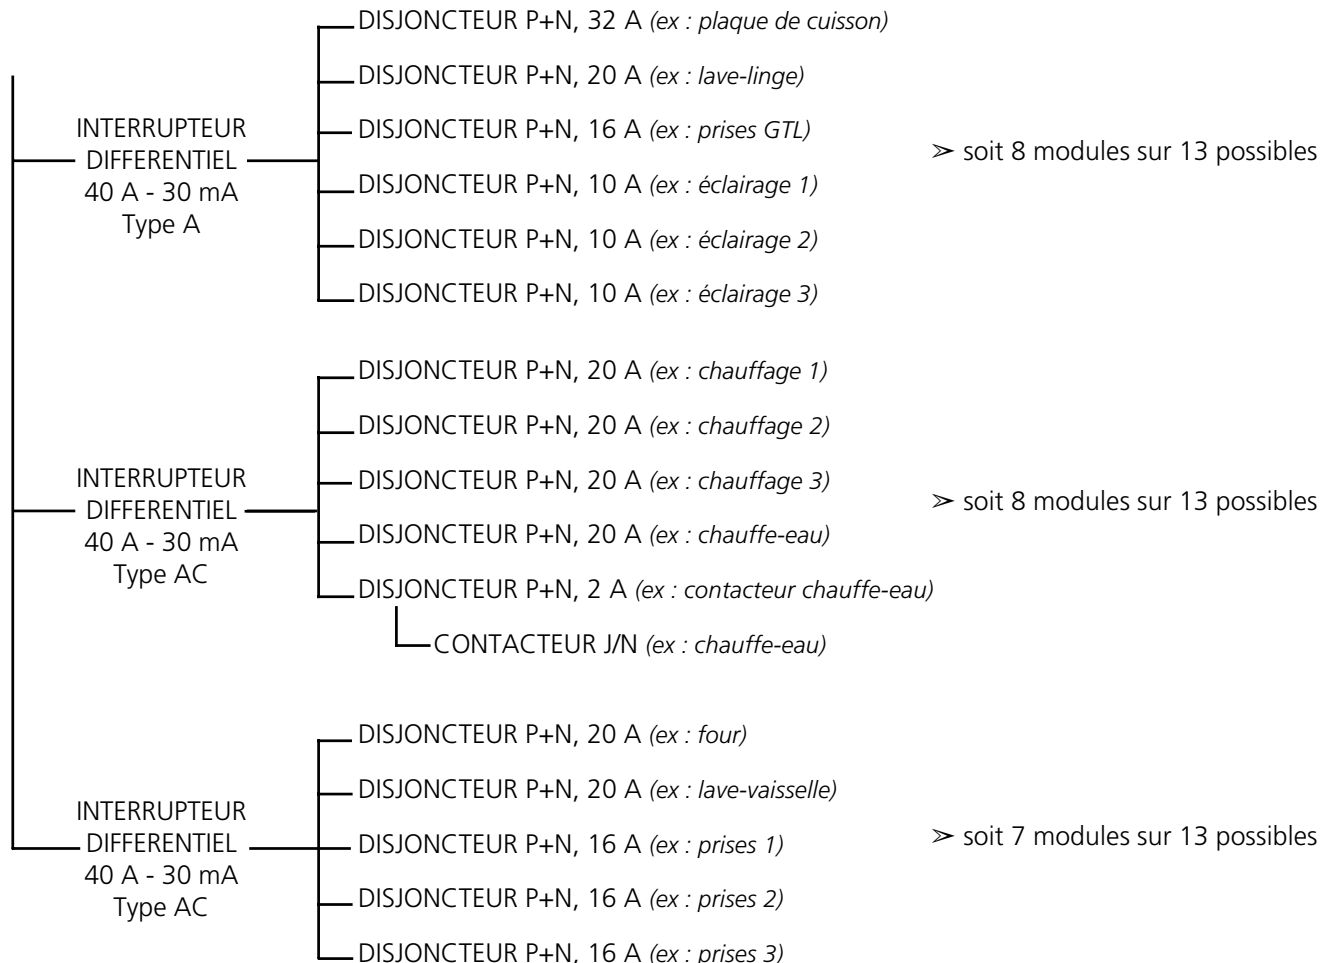 DISJONCTEUR P+N, 32 A (ex : plaque de cuisson)
DISJONCTEUR P+N, 20 A (ex : lave-linge)
INTERRUPTEUR
DIFFERENTIEL
40 A - 30 mA
Type A
DISJONCTEUR P+N, 16 A (ex : prises GTL)
➢ soit 8 modules sur 13 possibles
DISJONCTEUR P+N, 10 A (ex : éclairage 1)
DISJONCTEUR P+N, 10 A (ex : éclairage 2)
DISJONCTEUR P+N, 10 A (ex : éclairage 3)
DISJONCTEUR P+N, 20 A (ex : chauffage 1)
DISJONCTEUR P+N, 20 A (ex : chauffage 2)
INTERRUPTEUR
DIFFERENTIEL
40 A - 30 mA
Type AC
DISJONCTEUR P+N, 20 A (ex : chauffage 3)
➢ soit 8 modules sur 13 possibles
DISJONCTEUR P+N, 20 A (ex : chauffe-eau)
DISJONCTEUR P+N, 2 A (ex : contacteur chauffe-eau)
CONTACTEUR J/N (ex : chauffe-eau)
DISJONCTEUR P+N, 20 A (ex : four)
DISJONCTEUR P+N, 20 A (ex : lave-vaisselle)
INTERRUPTEUR
DIFFERENTIEL
40 A - 30 mA
Type AC
DISJONCTEUR P+N, 16 A (ex : prises 1)
➢ soit 7 modules sur 13 possibles
DISJONCTEUR P+N, 16 A (ex : prises 2)
DISJONCTEUR P+N, 16 A (ex : prises 3)